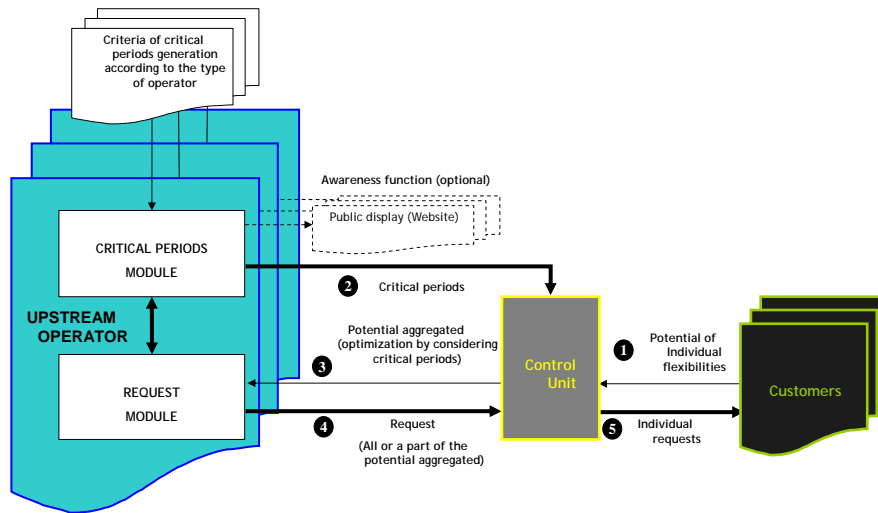 Criteria of critical
periods generation
according to the type
of operator
Awareness function (optional)
Public display (Website)
CRITICAL PERIODS
MODULE
2
Critical periods
UPSTREAM
OPERATOR
Potential aggregated
(optimization by considering
critical periods)
3
1
Potential of
Individual
flexibilities
Control
Unit
Customers
REQUEST
MODULE
4
Request
(All or a part of the
potential aggregated)
5
Individual
requests